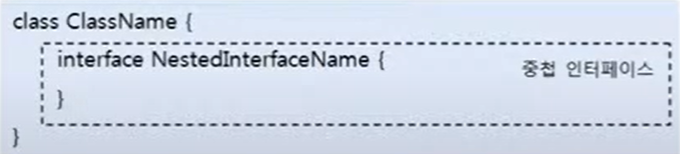 class ClassName {
interface NestedInterfaceName { 중첩 인터페이스
}
}